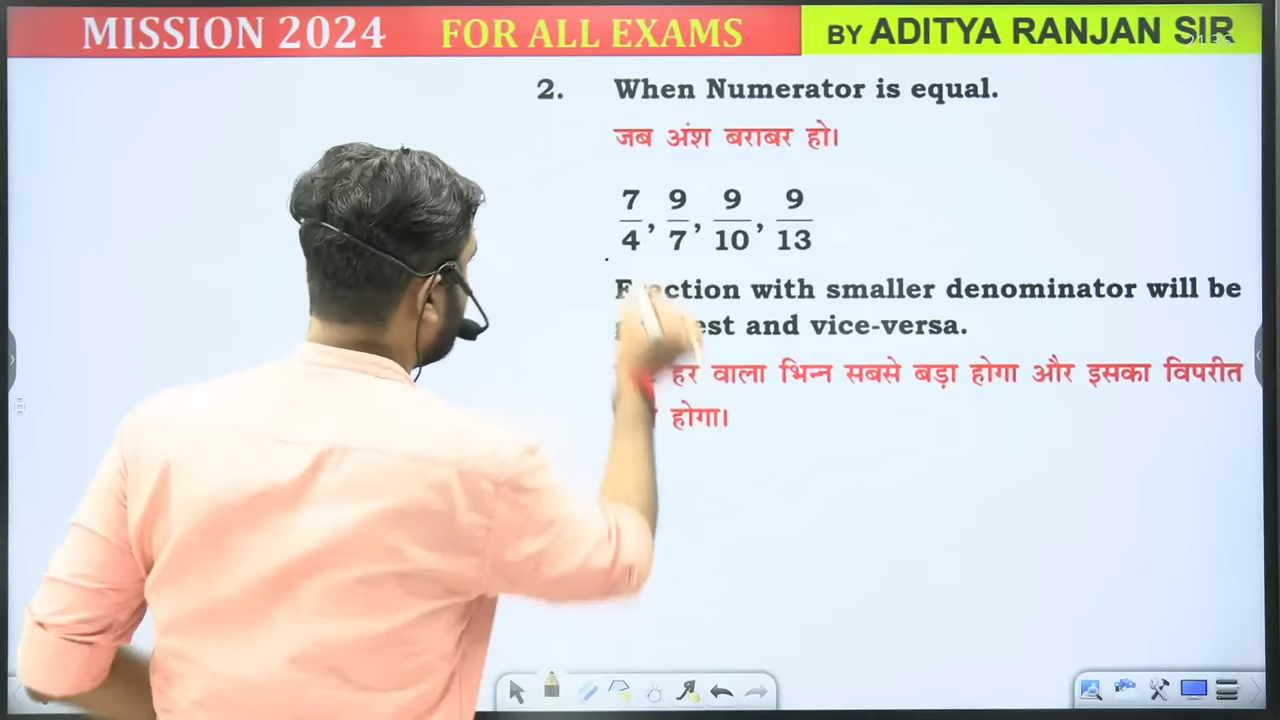 MISSION 2024 FOR ALL EXAMS BY ADITYA RANJAN SIR
2. When Numerator is equal.
जब अंश बराबर हो।
7/4, 9/7, 9/10, 9/13
with smaller denominator will be
and vice-versa.
हर वाला भिन्न सबसे बड़ा होगा और इसका विपरीत
होगा।